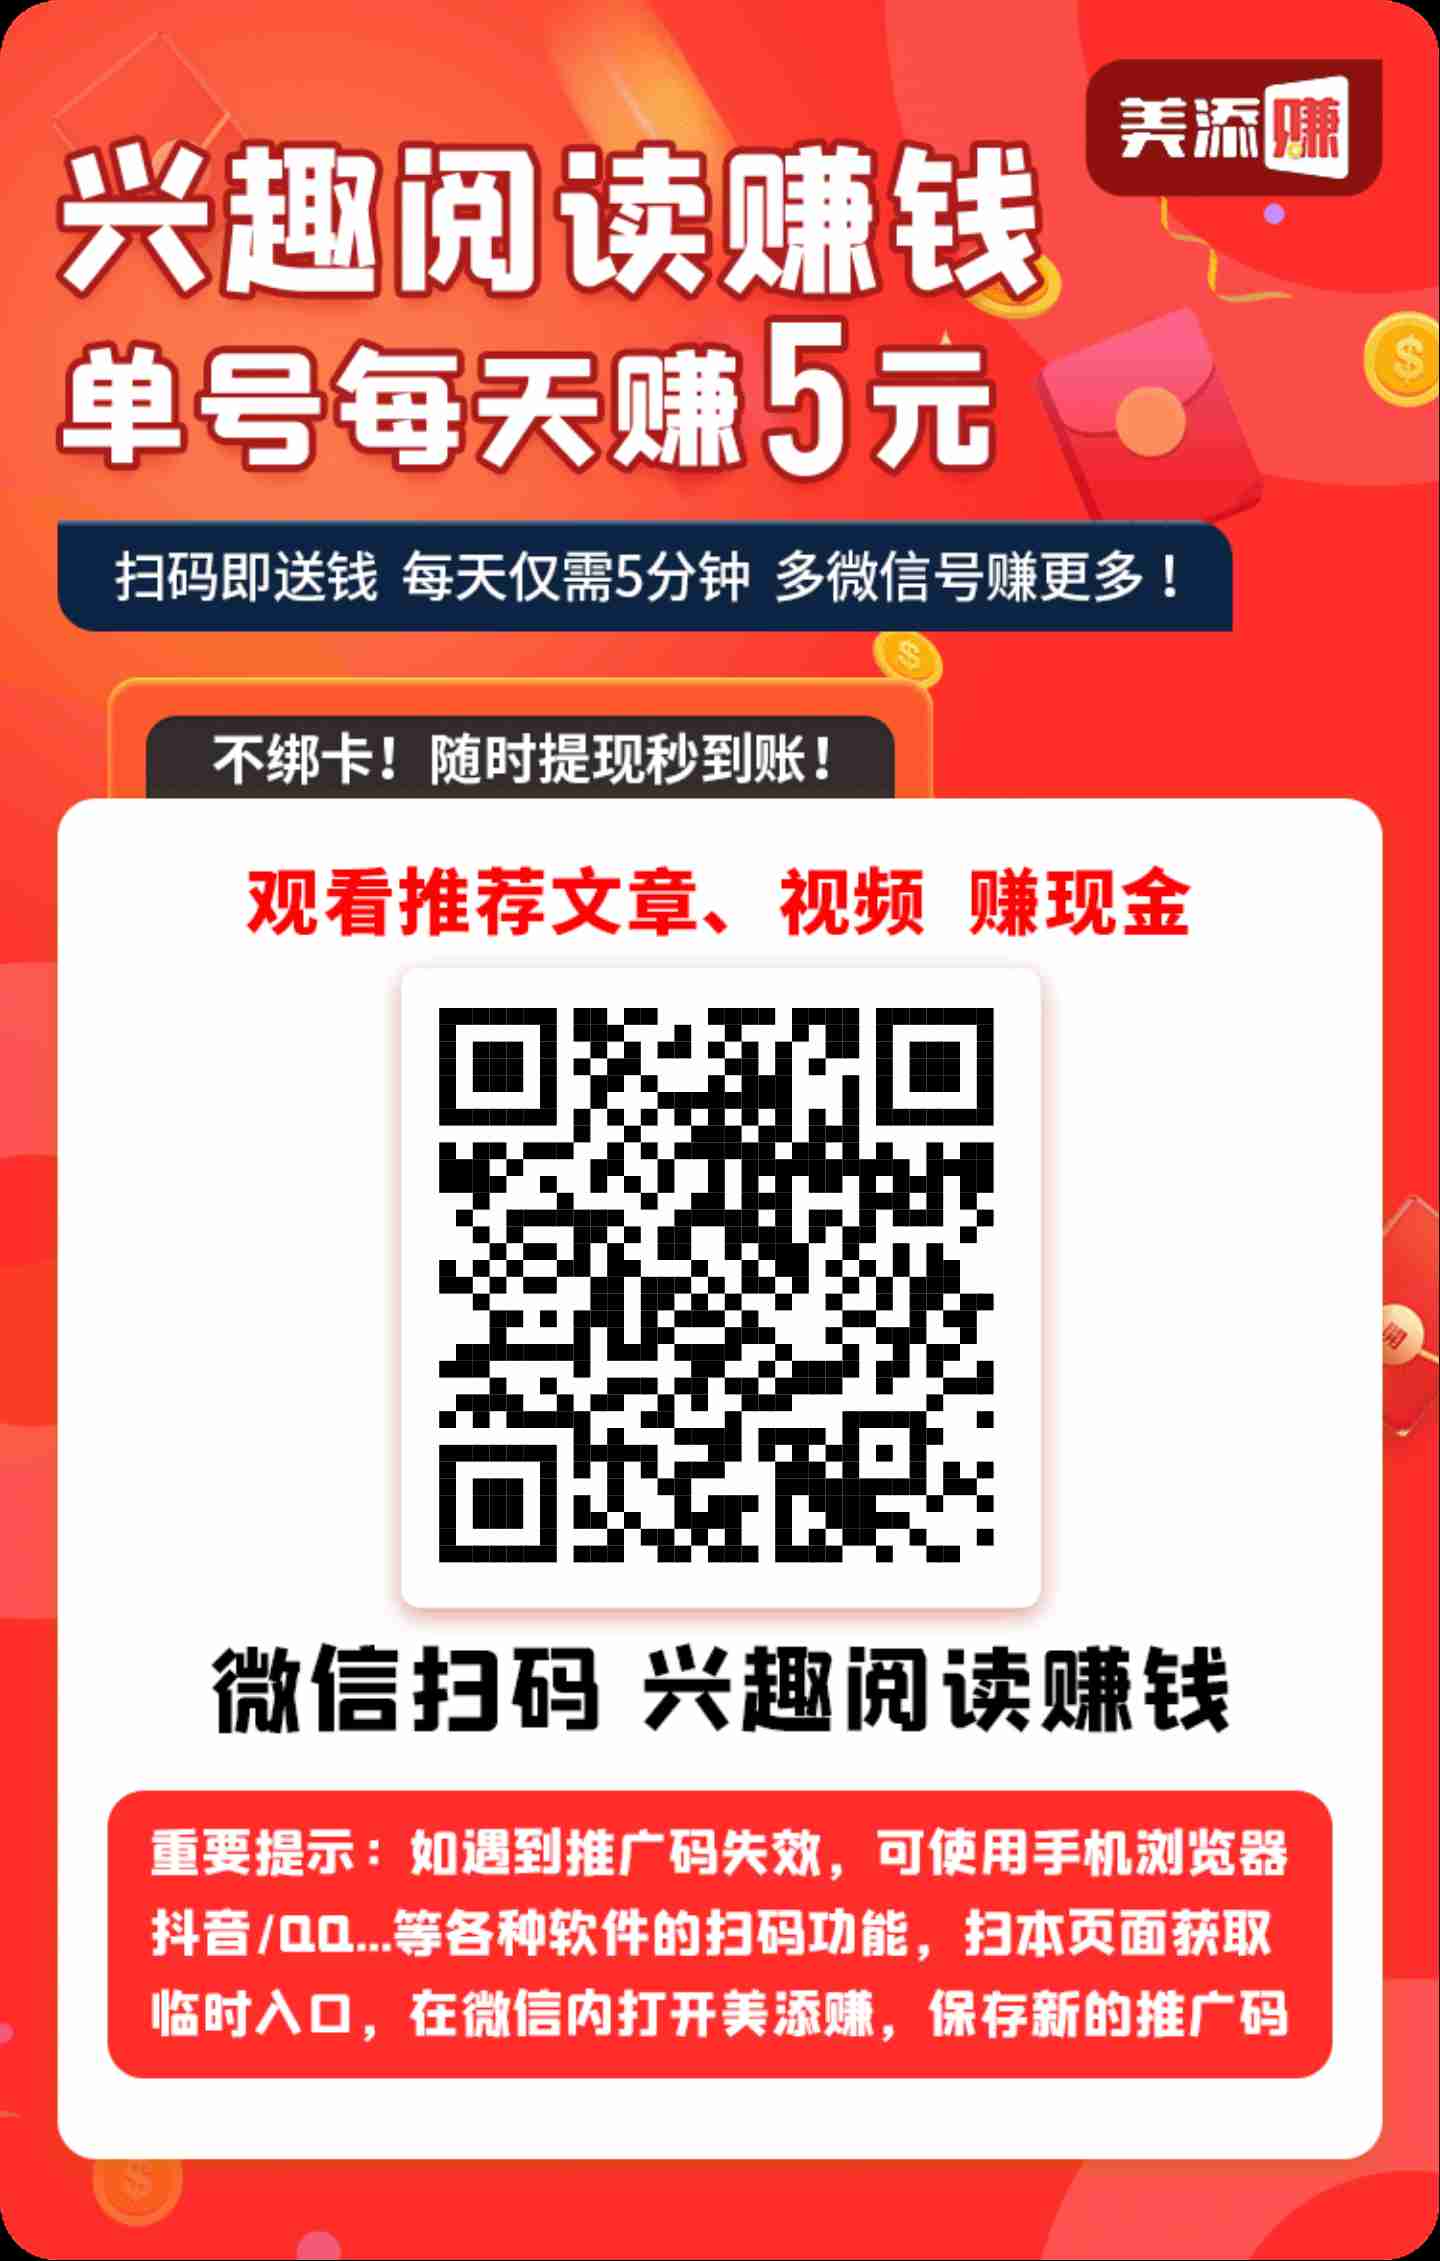 美添赚
兴趣阅读赚钱
单号每天赚5元
扫码即送钱 每天仅需5分钟 多微信号赚更多！
不绑卡！随时提现秒到账！
观看推荐文章、视频 赚现金
微信扫码 兴趣阅读赚钱
重要提示：如遇到推广码失效，可使用手机浏览器
抖音/QQ...等各种软件的扫码功能，扫本页面获取
临时入口，在微信内打开美添赚，保存新的推广码
開